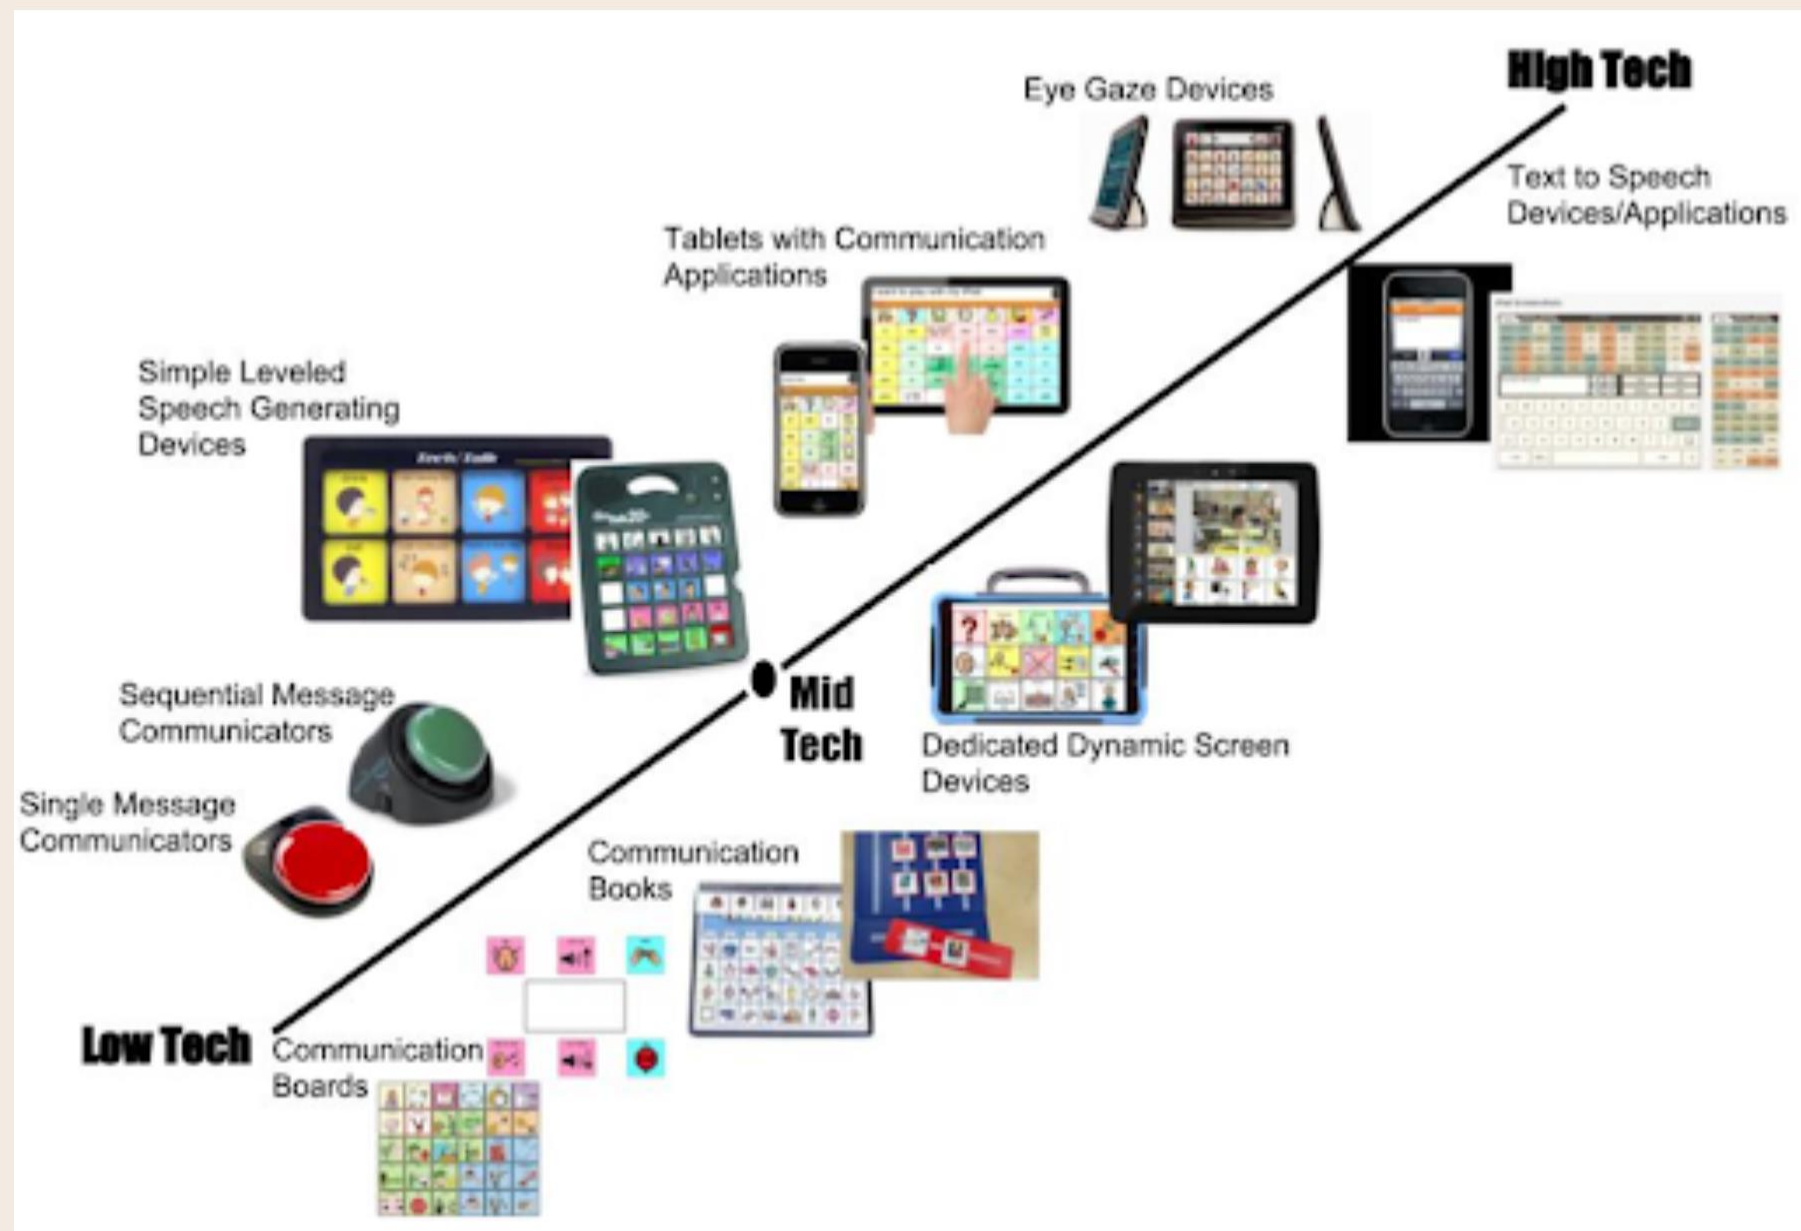 High Tech
Eye Gaze Devices
Text to Speech
Devices/Applications
Tablets with Communication
Applications
Simple Leveled
Speech Generating
Devices
Sequential Message
Communicators
Mid
Tech
Dedicated Dynamic Screen
Devices
Single Message
Communicators
Communication
Books
Low Tech
Communication
Boards